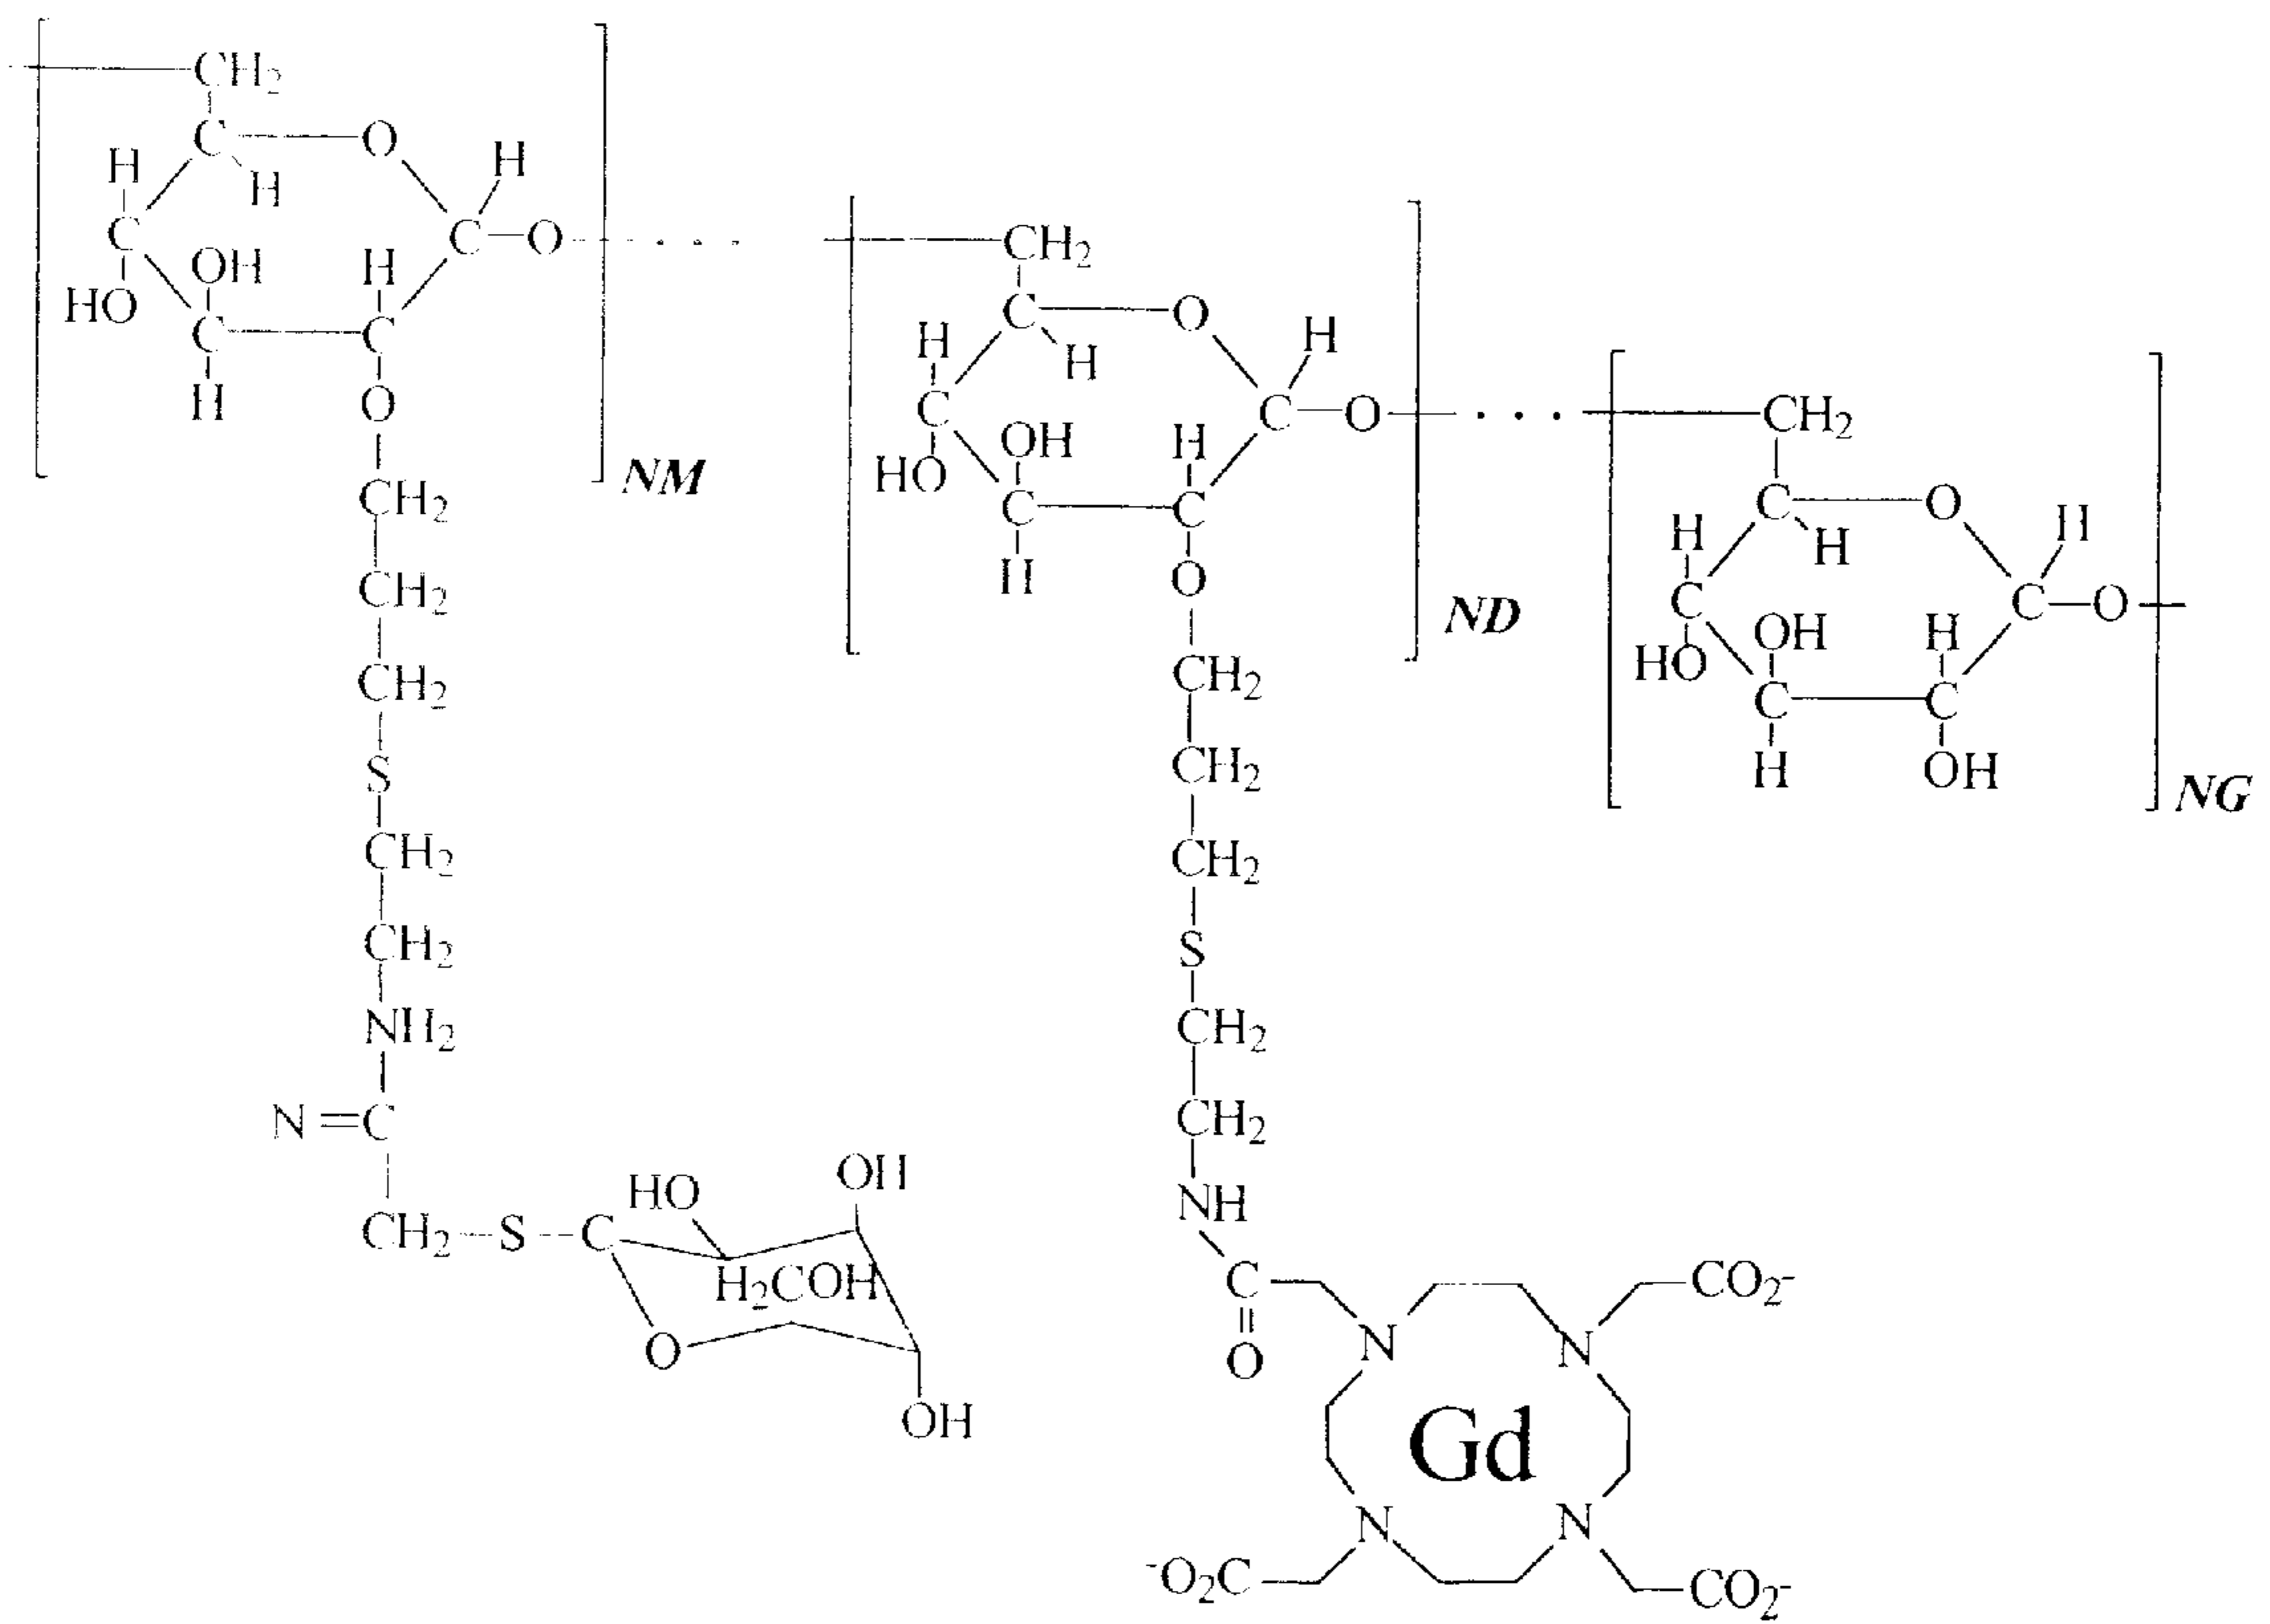 CH₂
C O H
H H
C C O
OH H
HO C C
H O NM
CH₂
CH₂
CH₂
S
CH₂
CH₂
NH₂
N=C
CH₂ S C HO OH
H₂COH
O
OH
CH₂
C O H
H H
C C O
OH H
HO C C
H O ND
CH₂
CH₂
CH₂
S
CH₂
CH₂
NH
C CO₂⁻
O N N
Gd
N N
⁻O₂C CO₂⁻
CH₂
C O H
H H
C C O
HO OH H
C C
H OH NG